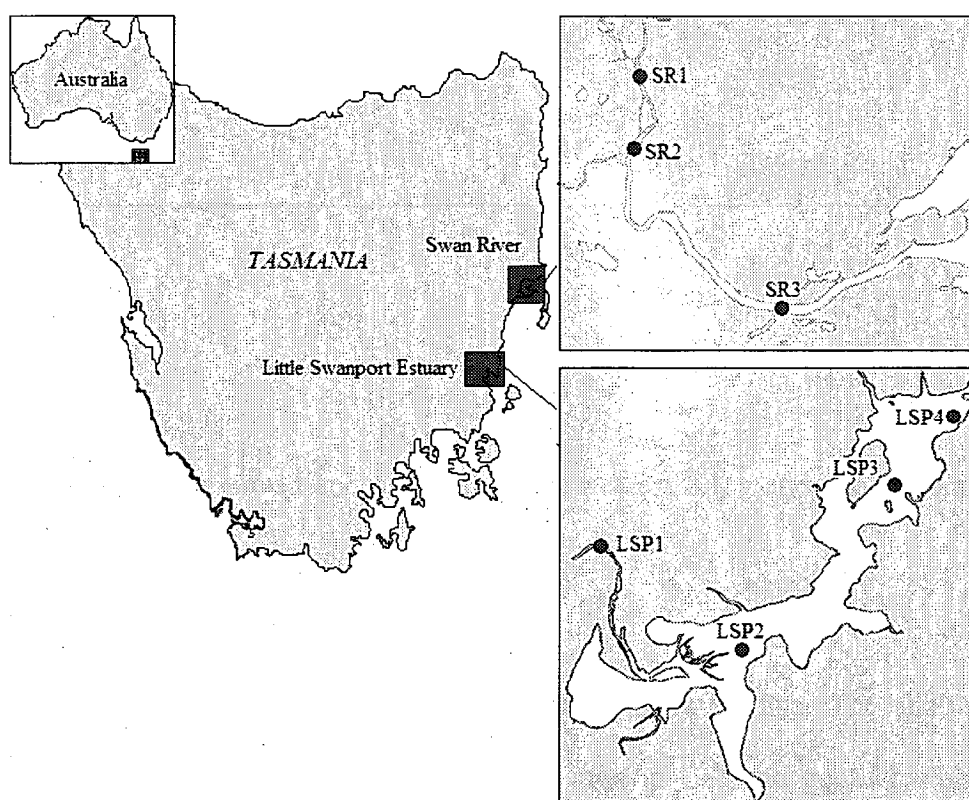 Australia
TASMANIA
Swan River
Little Swanport Estuary
SR1
SR2
SR3
LSP4
LSP3
LSP1
LSP2